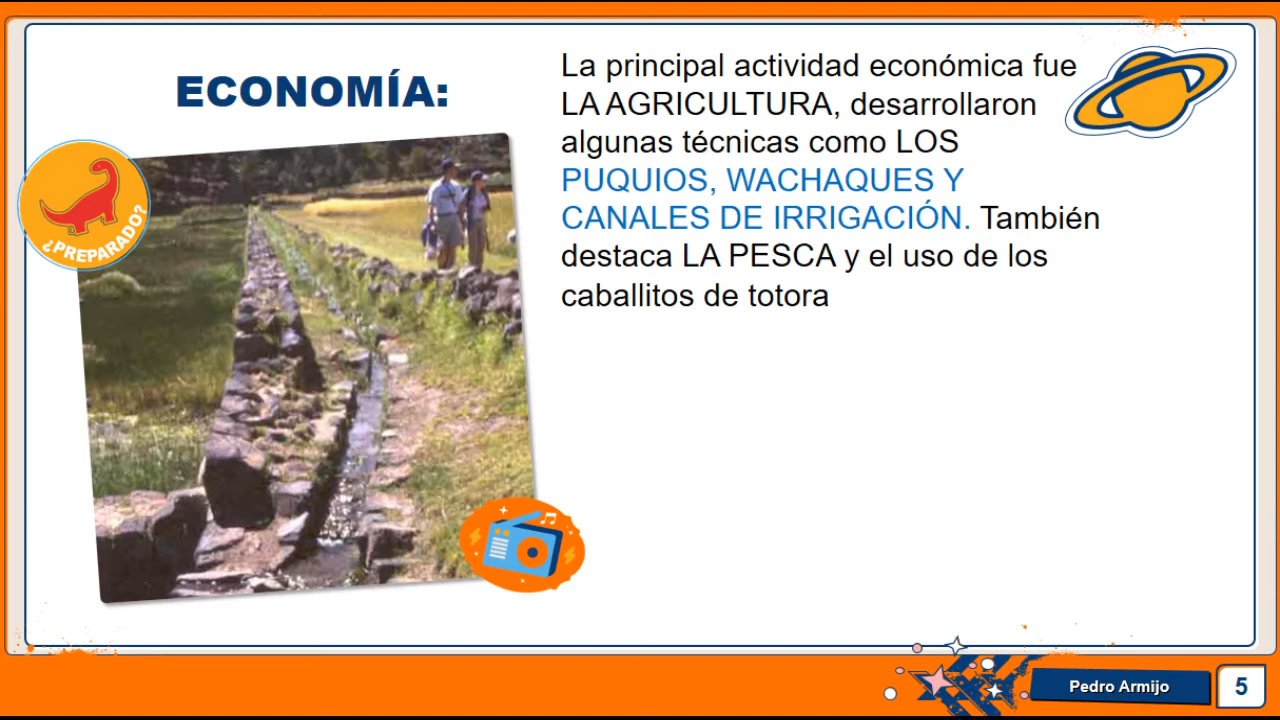 ECONOMÍA:
La principal actividad económica fue
LA AGRICULTURA, desarrollaron
algunas técnicas como LOS
PUQUIOS, WACHAQUES Y
CANALES DE IRRIGACIÓN. También
destaca LA PESCA y el uso de los
caballitos de totora
¿PREPARADO?
Pedro Armijo
5